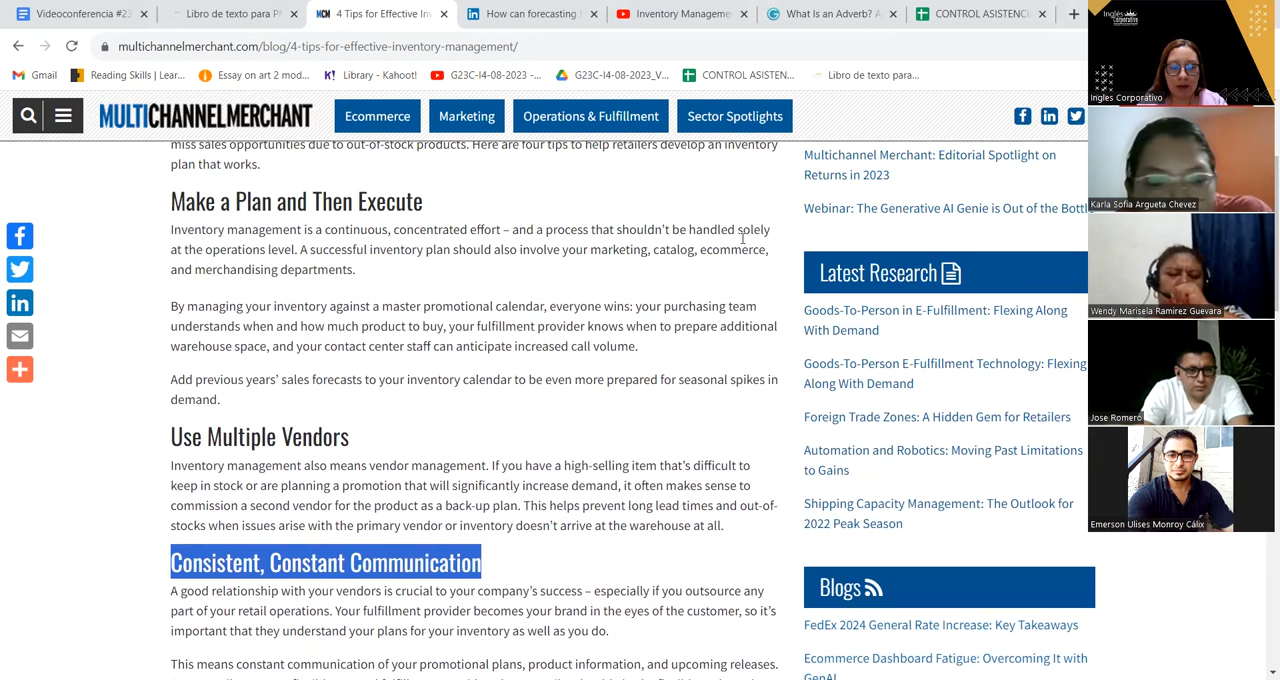 Videoconferencia #23
Libro de texto para P
4 Tips for Effective Inv
How can forecasting
Inventory Manageme
What Is an Adverb? A
CONTROL ASISTENC
multichannelmerchant.com/blog/4-tips-for-effective-inventory-management/
Gmail
Reading Skills | Lear...
Essay on art 2 mod...
Library - Kahoot!
G23C-I4-08-2023 -...
G23C-I4-08-2023_V...
CONTROL ASISTEN...
Libro de texto para...
MULTICHANNELMERCHANT
Ecommerce
Marketing
Operations & Fulfillment
Sector Spotlights
miss sales opportunities due to out-of-stock products. Here are four tips to help retailers develop an inventory
plan that works.
Make a Plan and Then Execute
Inventory management is a continuous, concentrated effort – and a process that shouldn't be handled solely
at the operations level. A successful inventory plan should also involve your marketing, catalog, ecommerce,
and merchandising departments.
By managing your inventory against a master promotional calendar, everyone wins: your purchasing team
understands when and how much product to buy, your fulfillment provider knows when to prepare additional
warehouse space, and your contact center staff can anticipate increased call volume.
Add previous years' sales forecasts to your inventory calendar to be even more prepared for seasonal spikes in
demand.
Use Multiple Vendors
Inventory management also means vendor management. If you have a high-selling item that's difficult to
keep in stock or are planning a promotion that will significantly increase demand, it often makes sense to
commission a second vendor for the product as a back-up plan. This helps prevent long lead times and out-of-
stocks when issues arise with the primary vendor or inventory doesn't arrive at the warehouse at all.
Consistent, Constant Communication
A good relationship with your vendors is crucial to your company's success – especially if you outsource any
part of your retail operations. Your fulfillment provider becomes your brand in the eyes of the customer, so it's
important that they understand your plans for your inventory as well as you do.
This means constant communication of your promotional plans, product information, and upcoming releases.
Multichannel Merchant: Editorial Spotlight on
Returns in 2023
Webinar: The Generative AI Genie is Out of the Bottl
Latest Research
Goods-To-Person in E-Fulfillment: Flexing Along
With Demand
Goods-To-Person E-Fulfillment Technology: Flexing
Along With Demand
Foreign Trade Zones: A Hidden Gem for Retailers
Automation and Robotics: Moving Past Limitations
to Gains
Shipping Capacity Management: The Outlook for
2022 Peak Season
Blogs
FedEx 2024 General Rate Increase: Key Takeaways
Ecommerce Dashboard Fatigue: Overcoming It with
GenAI
Inglés
Corporativo
Ingles Corporativo
Karla Sofia Argueta Chevez
Wendy Marisela Ramirez Guevara
Jose Romero
Emerson Ulises Monroy Cálix